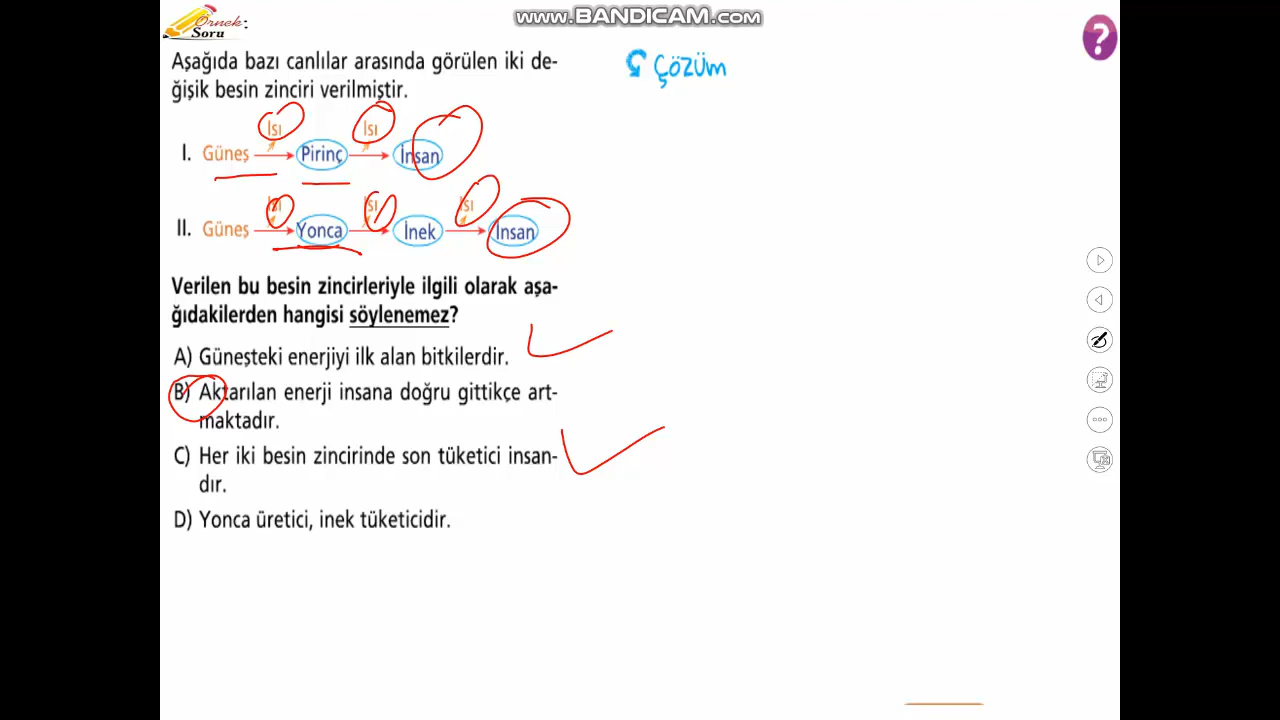 www.BANDICAM.com
Örnek
Soru :
Aşağıda bazı canlılar arasında görülen iki de-
ğişik besin zinciri verilmiştir.
Çözüm
?
Isı Isı
I. Güneş Pirinç İnsan
Isı Isı Isı
II. Güneş Yonca İnek İnsan
Verilen bu besin zincirleriyle ilgili olarak aşa-
ğıdakilerden hangisi söylenemez?
A) Güneşteki enerjiyi ilk alan bitkilerdir.
B) Aktarılan enerji insana doğru gittikçe art-
maktadır.
C) Her iki besin zincirinde son tüketici insan-
dır.
D) Yonca üretici, inek tüketicidir.